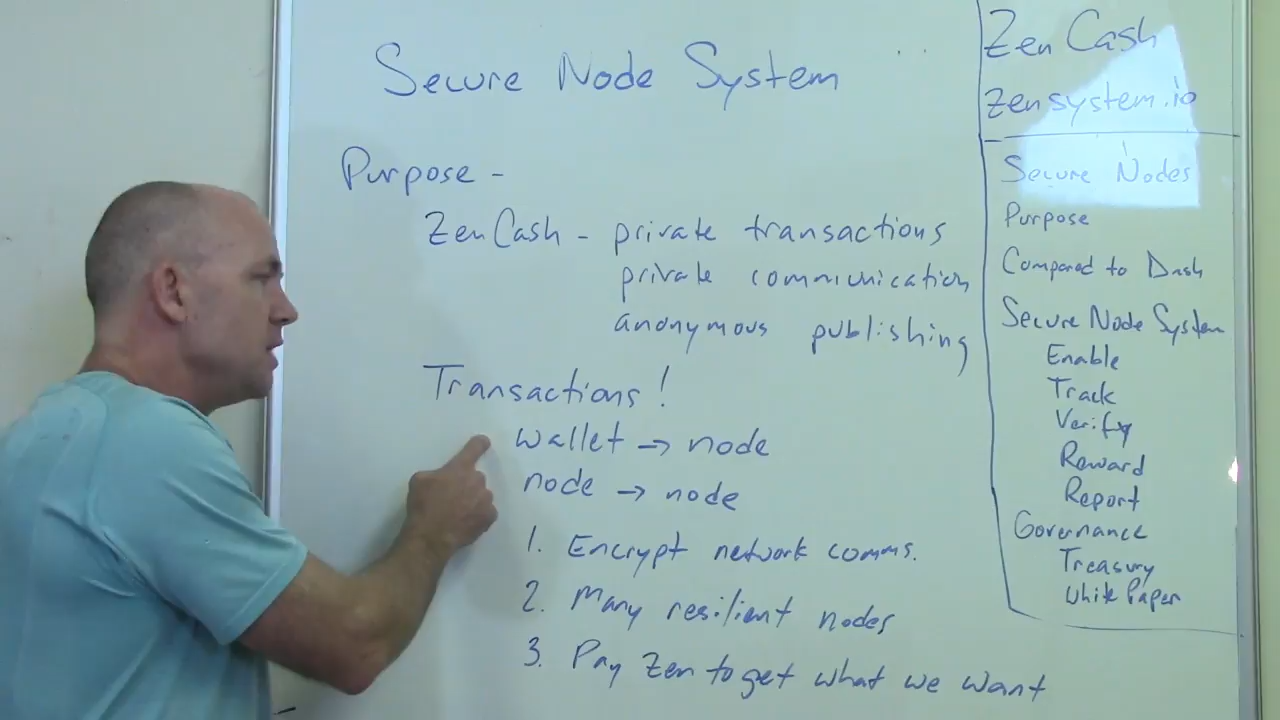 Secure Node System
Purpose -
ZenCash - private transactions
private communication
anonymous publishing
Transactions!
wallet → node
node → node
1. Encrypt network comms.
2. Many resilient nodes
3. Pay Zen to get what we want
Zen Cash
Zensystem.io
Secure Nodes
Purpose
Compared to Dash
Secure Node System
Enable
Track
Verify
Reward
Report
Governance
Treasury
White Paper